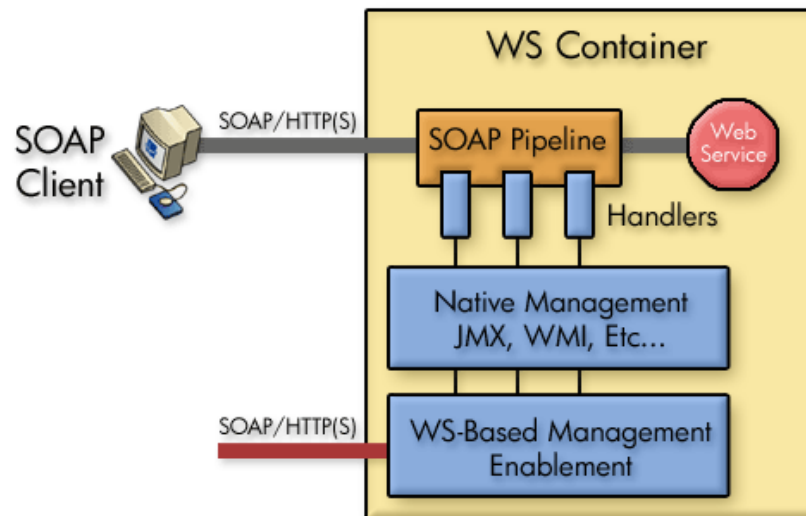 WS Container
SOAP/HTTP(S)
SOAP
Client
SOAP Pipeline
Web
Service
Handlers
Native Management
JMX, WMI, Etc...
SOAP/HTTP(S)
WS-Based Management
Enablement